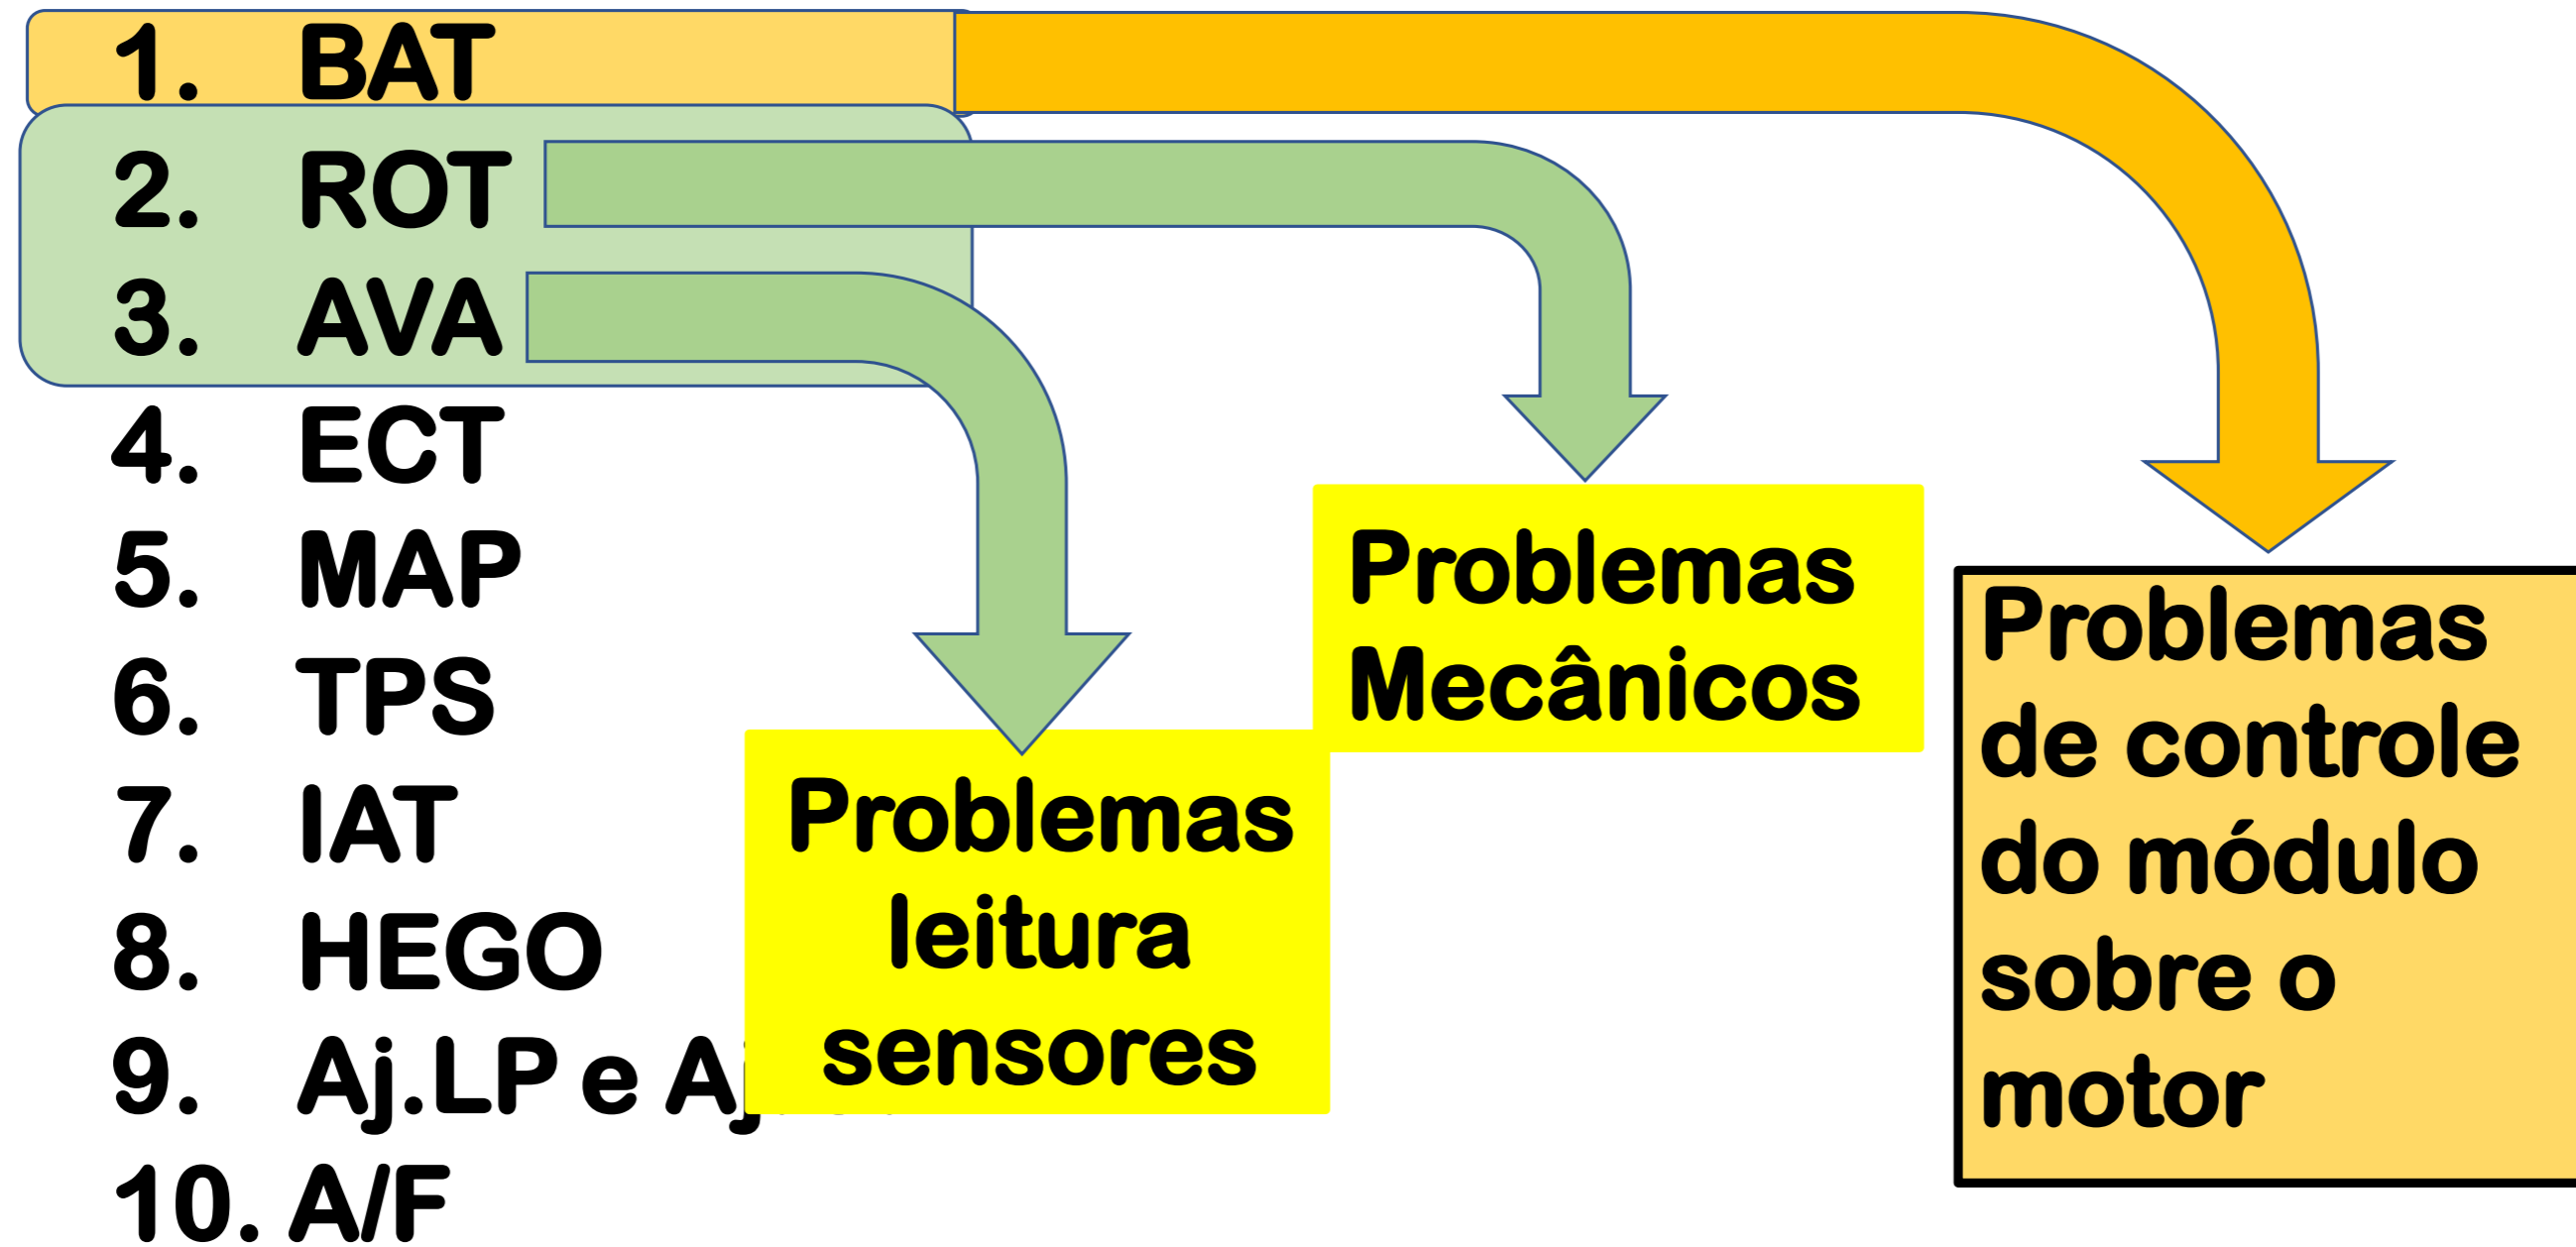 1. BAT
2. ROT
3. AVA
4. ECT
5. MAP
6. TPS
7. IAT
8. HEGO
9. Aj.LP e
10. A/F
Problemas
leitura
sensores
Problemas
Mecânicos
Problemas
de controle
do módulo
sobre o
motor